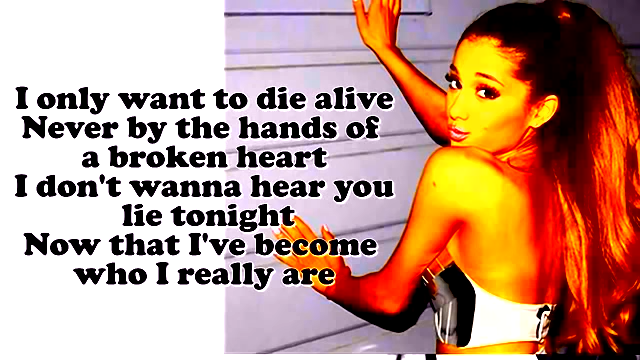 I only want to die alive
Never by the hands of
a broken heart
I don't wanna hear you
lie tonight
Now that I've become
who I really are